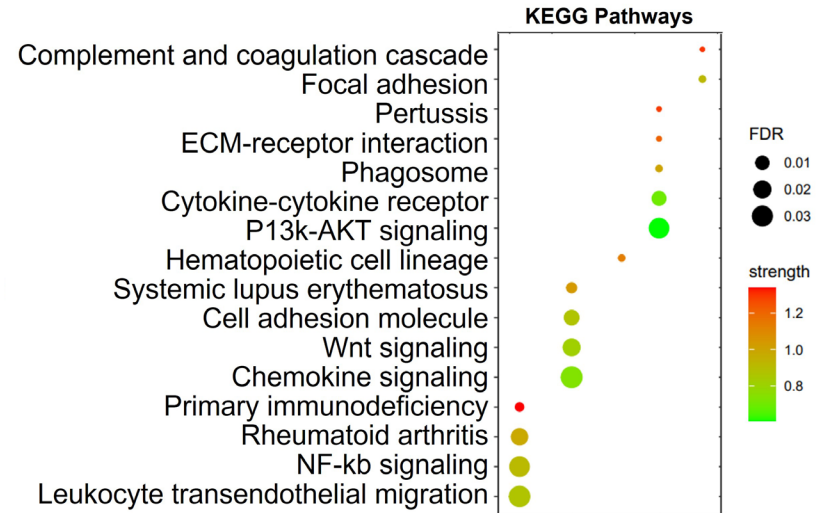 KEGG Pathways
Complement and coagulation cascade
Focal adhesion
Pertussis
ECM-receptor interaction
Phagosome
Cytokine-cytokine receptor
P13k-AKT signaling
Hematopoietic cell lineage
Systemic lupus erythematosus
Cell adhesion molecule
Wnt signaling
Chemokine signaling
Primary immunodeficiency
Rheumatoid arthritis
NF-kb signaling
Leukocyte transendothelial migration
FDR
0.01
0.02
0.03
strength
1.2
1.0
0.8